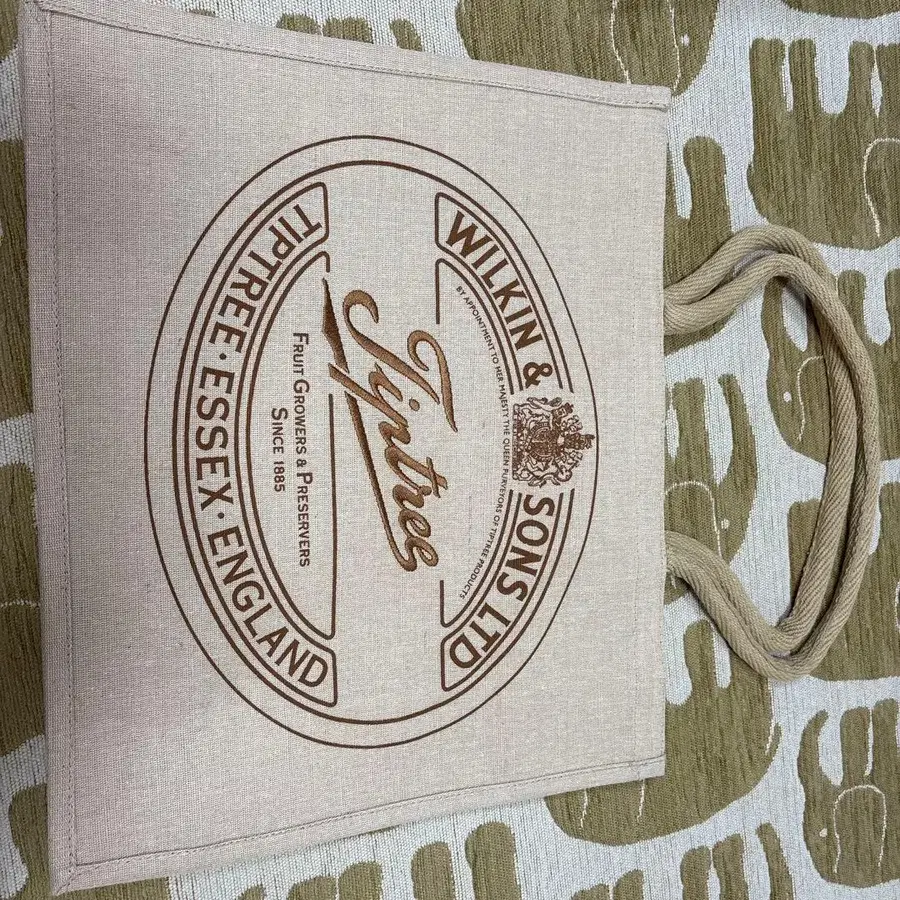 WILKIN & SONS LTD
BY APPOINTMENT TO HER MAJESTY THE QUEEN PURVEYORS OF TIPTREE PRODUCTS
Tiptree
FRUIT GROWERS & PRESERVERS
SINCE 1885
TIPTREE · ESSEX · ENGLAND